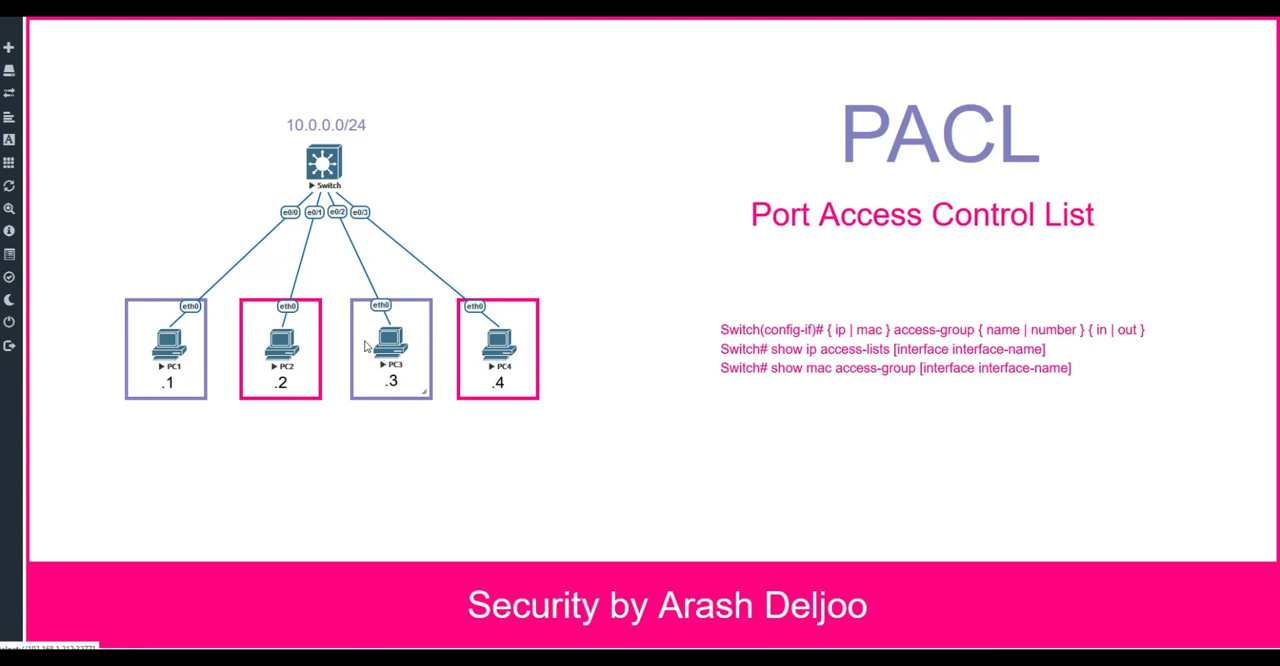 10.0.0.0/24
Switch
e0/0 e0/1 e0/2 e0/3
eth0 eth0 eth0 eth0
PC1 PC2 PC3 PC4
.1 .2 .3 .4
PACL
Port Access Control List
Switch(config-if)# { ip | mac } access-group { name | number } { in | out }
Switch# show ip access-lists [interface interface-name]
Switch# show mac access-group [interface interface-name]
Security by Arash Deljoo